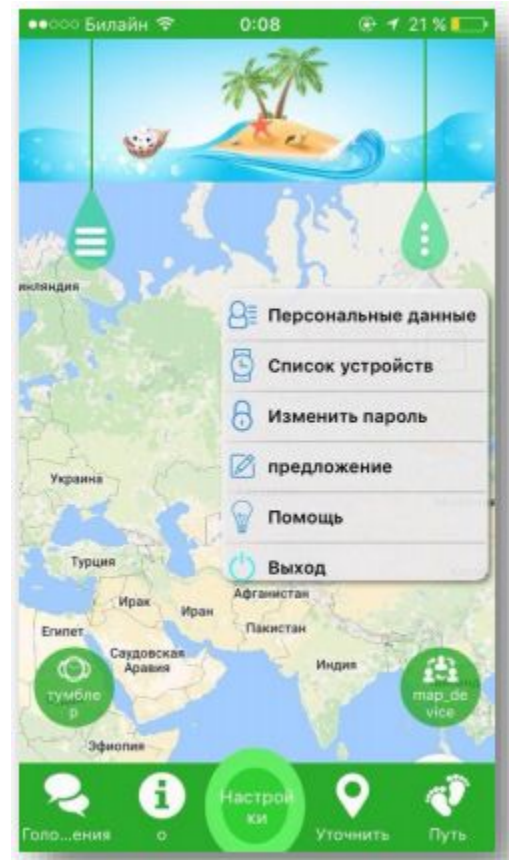 Билайн 0:08 21 %
инляндия
Персональные данные
Список устройств
Изменить пароль
предложение
Помощь
Выход
Украина
Турция
Афганистан
Ирак
Иран
Пакистан
Египет
Саудовская
Аравия
Индия
тумбле
р
map_de
vice
Эфиопия
Голо...ения
о
Настрой
ки
Уточнить
Путь